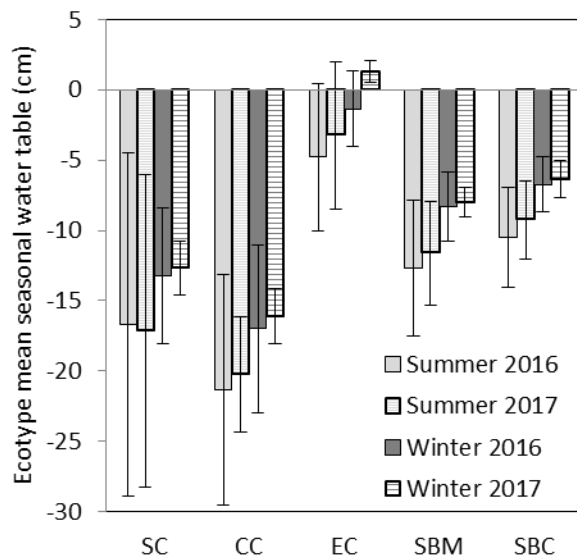 Ecotype mean seasonal water table (cm)
5
0
-5
-10
-15
-20
-25
-30
Summer 2016
Summer 2017
Winter 2016
Winter 2017
SC CC EC SBM SBC